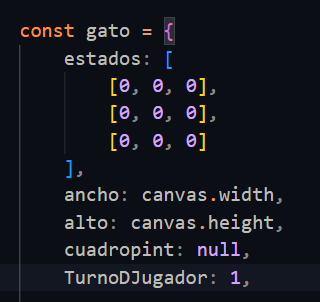 const gato = {
estados: [
[0, 0, 0],
[0, 0, 0],
[0, 0, 0]
],
ancho: canvas.width,
alto: canvas.height,
cuadropint: null,
TurnoDJugador: 1,